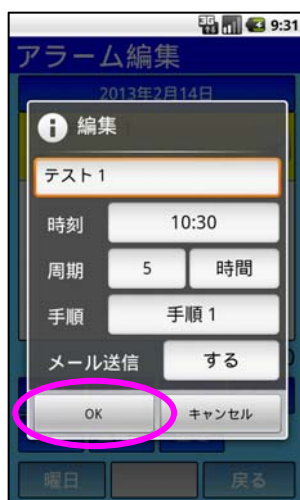 3G 9:31
アラーム編集
2013年2月14日
編集
テスト1
時刻 10:30
周期 5 時間
手順 手順 1
メール送信 する
OK キャンセル
曜日 戻る